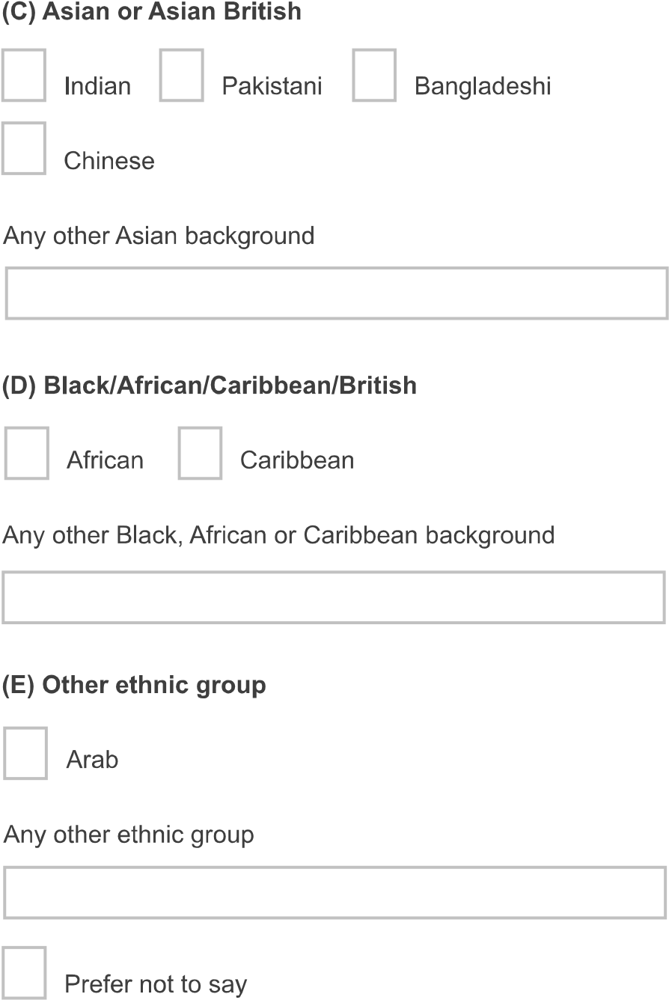 (C) Asian or Asian British
Indian Pakistani Bangladeshi
Chinese
Any other Asian background
(D) Black/African/Caribbean/British
African Caribbean
Any other Black, African or Caribbean background
(E) Other ethnic group
Arab
Any other ethnic group
Prefer not to say